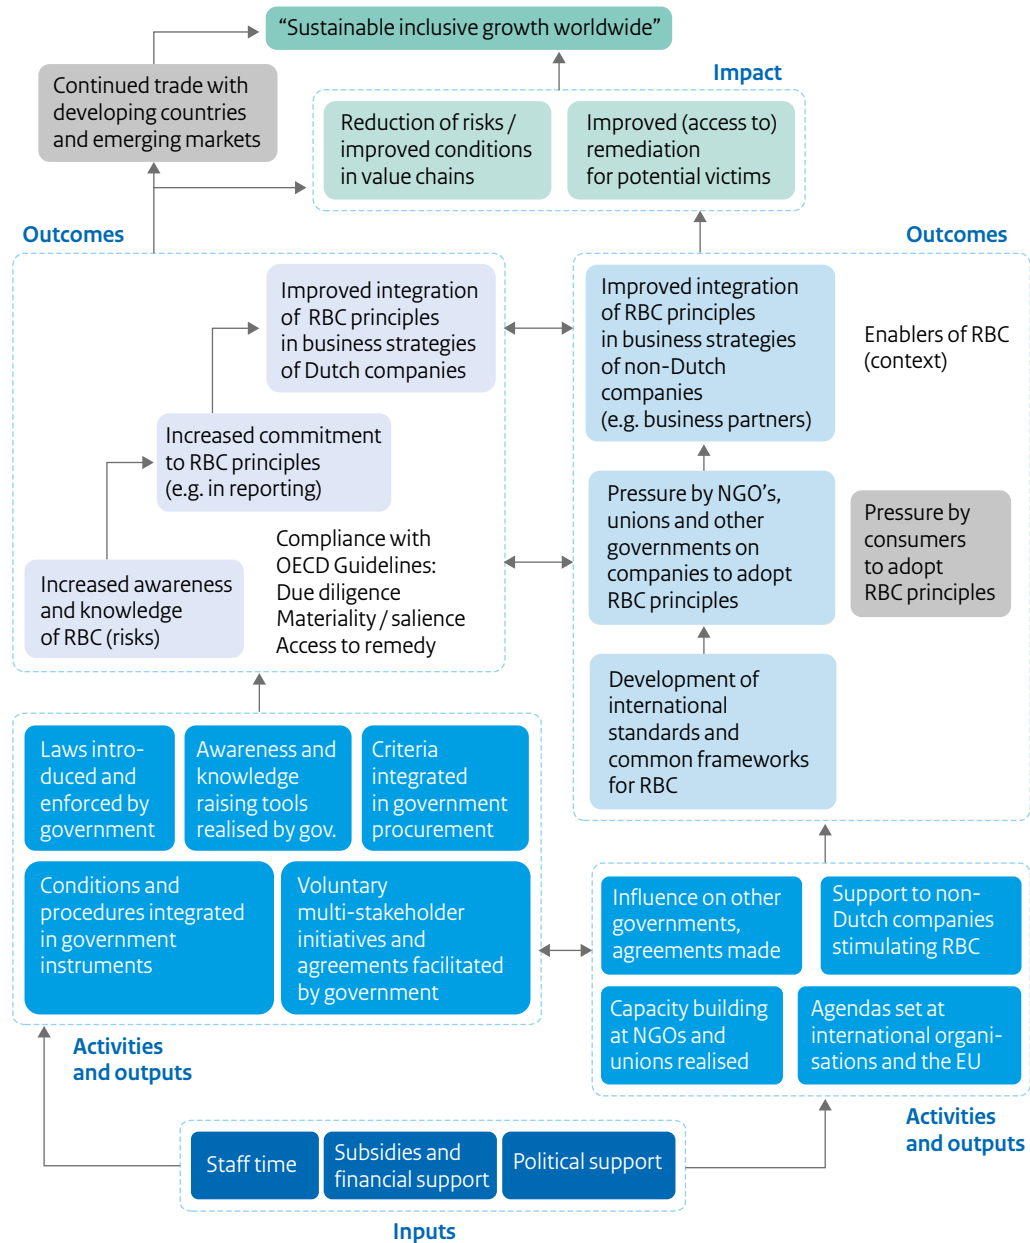 “Sustainable inclusive growth worldwide”
Impact
Continued trade with
developing countries
and emerging markets
Reduction of risks /
improved conditions
in value chains
Improved (access to)
remediation
for potential victims
Outcomes
Improved integration
of RBC principles
in business strategies
of Dutch companies
Increased commitment
to RBC principles
(e.g. in reporting)
Increased awareness
and knowledge
of RBC (risks)
Compliance with
OECD Guidelines:
Due diligence
Materiality / salience
Access to remedy
Outcomes
Improved integration
of RBC principles
in business strategies
of non-Dutch
companies
(e.g. business partners)
Enablers of RBC
(context)
Pressure by NGO’s,
unions and other
governments on
companies to adopt
RBC principles
Pressure by
consumers
to adopt
RBC principles
Development of
international
standards and
common frameworks
for RBC
Laws intro-
duced and
enforced by
government
Awareness and
knowledge
raising tools
realised by gov.
Criteria
integrated
in government
procurement
Conditions and
procedures integrated
in government
instruments
Voluntary
multi-stakeholder
initiatives and
agreements facilitated
by government
Activities
and outputs
Influence on other
governments,
agreements made
Support to non-
Dutch companies
stimulating RBC
Capacity building
at NGOs and
unions realised
Agendas set at
international organi-
sations and the EU
Activities
and outputs
Staff time
Subsidies and
financial support
Political support
Inputs